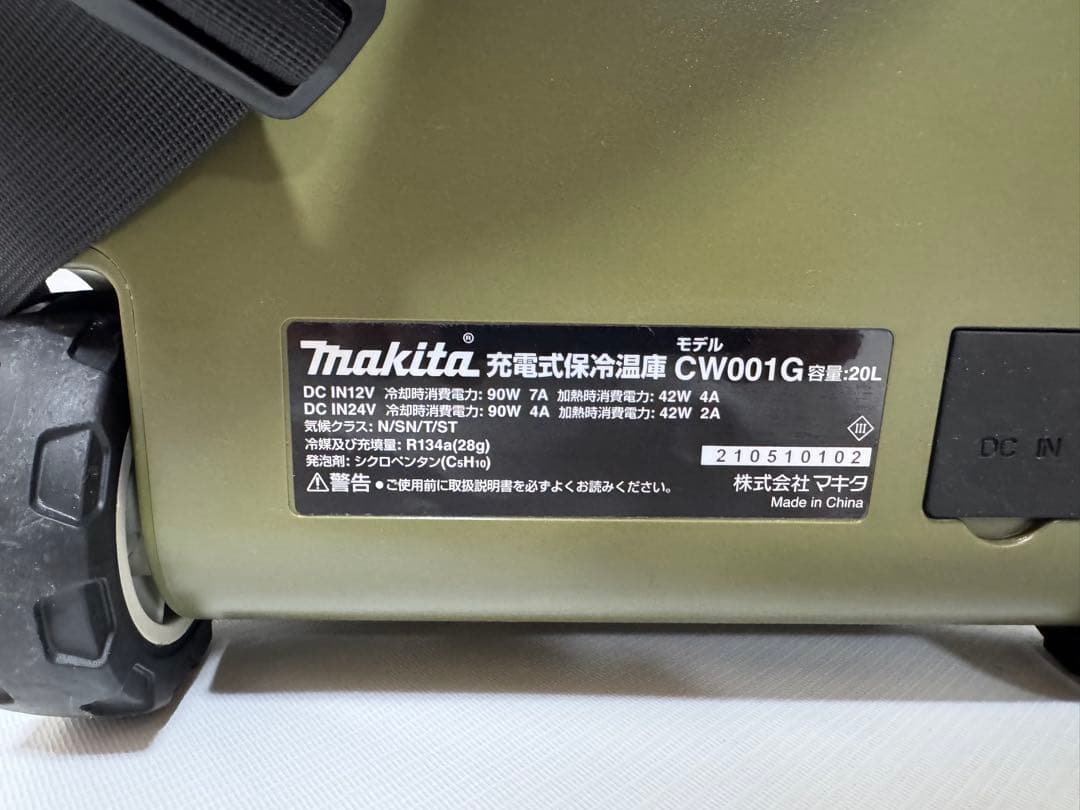 makita® 充電式保冷温庫 モデル CW001G 容量:20L
DC IN12V 冷却時消費電力: 90W 7A 加熱時消費電力: 42W 4A
DC IN24V 冷却時消費電力: 90W 4A 加熱時消費電力: 42W 2A
気候クラス: N/SN/T/ST
III
冷媒及び充填量: R134a(28g)
210510102
発泡剤: シクロペンタン(C₅H₁₀)
⚠警告 ●ご使用前に取扱説明書を必ずよくお読みください。
株式会社マキタ
Made in China
DC IN